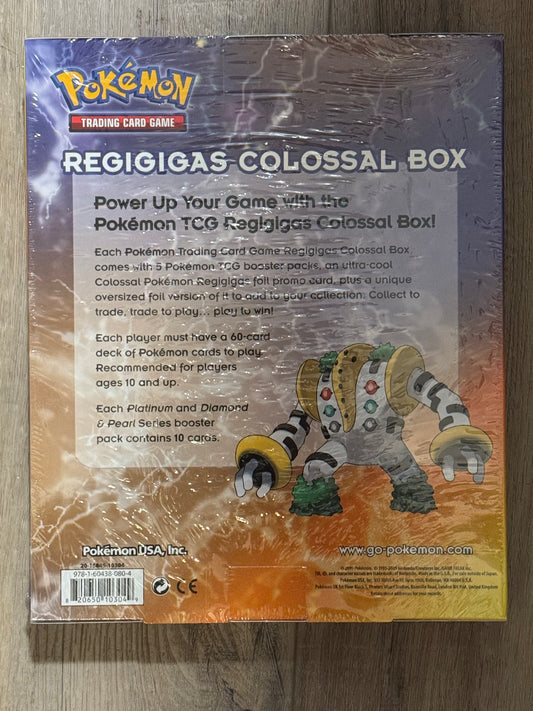 POKéMON
TRADING CARD GAME
REGIGIGAS COLOSSAL BOX
Power Up Your Game with the
Pokémon TCG Regigigas Colossal Box!
Each Pokémon Trading Card Game Regigigas Colossal Box
comes with 5 Pokémon TCG booster packs, an ultra-cool
Colossal Pokémon Regigigas foil promo card, plus a unique
oversized foil version of it to add to your collection. Collect to
trade, trade to play... play to win!
Each player must have a 60-card
deck of Pokémon cards to play.
Recommended for players
ages 10 and up.
Each Platinum and Diamond
& Pearl Series booster
pack contains 10 cards.
Pokémon USA, Inc.
www.go-pokemon.com
978-1-60438-080-4
8 20650 10304 9
CE